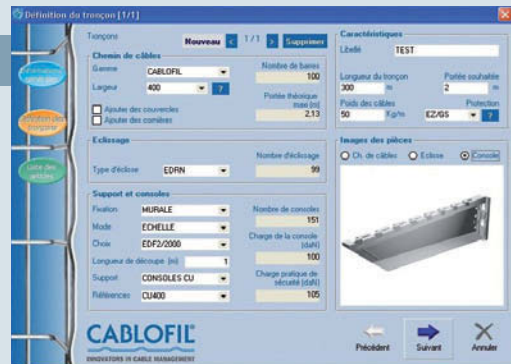 Définition du tronçon [1/1]
Tronçons
Nouveau < 1 / 1 > Supprimer
Chemin de câbles
Gamme CABLOFIL
Nombre de barres
100
Largeur 400 ?
Portée théorique maxi (m)
2,13
Ajouter des couvercles
Ajouter des cornières
Eclissage
Nombre d'éclissage
Type d'éclisse EDRN 99
Support et consoles
Fixation MURALE
Nombre de consoles
151
Mode ECHELLE
Charge de la console (daN)
Choix EDF2/2000
100
Longueur de découpe (m) 1
Charge pratique de sécurité (daN)
Support CONSOLES CU
Références CU400 105
Caractéristiques
Libellé TEST
Longueur du tronçon Portée souhaitée
300 m 2 m
Poids des câbles Protection
50 Kg/m EZ/GS ?
Images des pièces
Ch. de câbles Eclisse Console
CABLOFIL®
INNOVATORS IN CABLE MANAGEMENT
Précédent Suivant Annuler